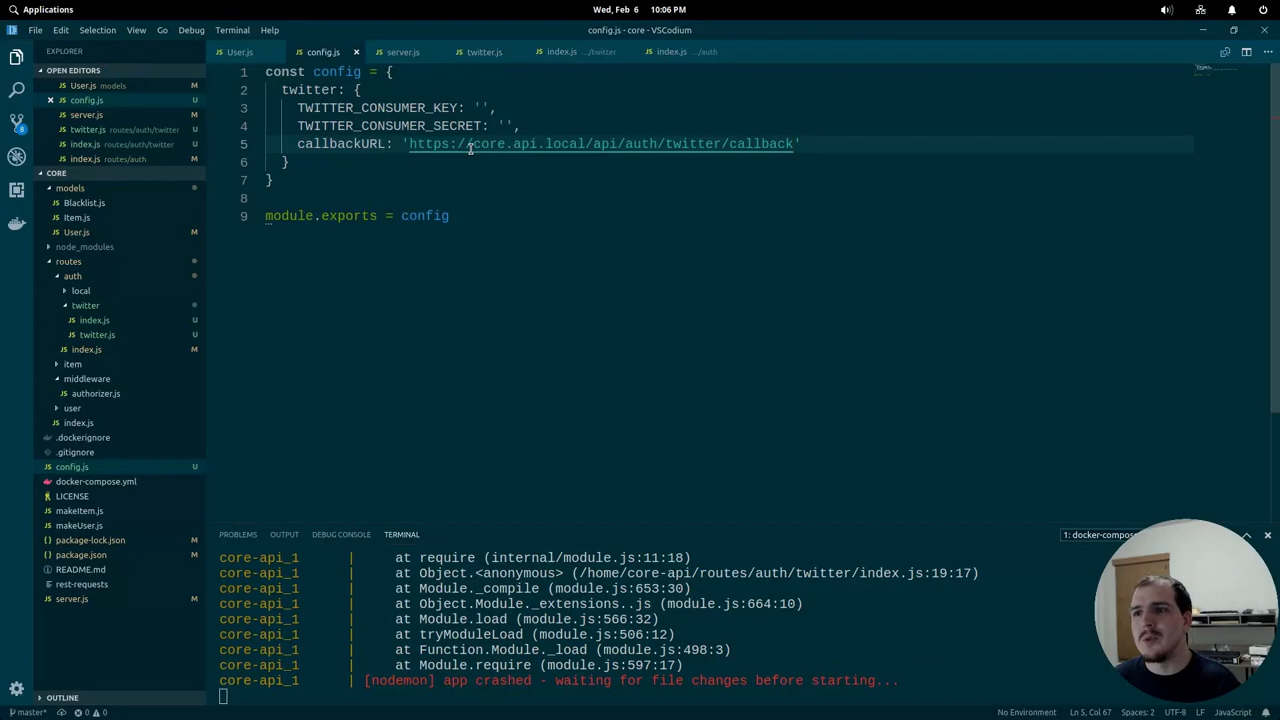 Applications
Wed, Feb 6 10:06 PM
File Edit Selection View Go Debug Terminal Help
config.js - core - VSCodium
EXPLORER
OPEN EDITORS
User.js models M
config.js U
server.js M
twitter.js routes/auth/twitter U
index.js routes/auth/twitter U
index.js routes/auth M
CORE
models
Blacklist.js
Item.js
User.js M
node_modules
routes
auth
local
twitter
index.js U
twitter.js U
index.js M
item
middleware
authorizer.js
user
index.js
.dockerignore
.gitignore
config.js U
docker-compose.yml
LICENSE
makeItem.js
makeUser.js
package-lock.json M
package.json M
README.md
rest-requests
server.js M
OUTLINE
User.js
config.js
server.js
twitter.js
index.js .../twitter
index.js .../auth
1 const config = {
2 twitter: {
3 TWITTER_CONSUMER_KEY: '',
4 TWITTER_CONSUMER_SECRET: '',
5 callbackURL: 'https://core.api.local/api/auth/twitter/callback'
6 }
7 }
8
9 module.exports = config
PROBLEMS OUTPUT DEBUG CONSOLE TERMINAL
1: docker-compose
core-api_1 | at require (internal/module.js:11:18)
core-api_1 | at Object.<anonymous> (/home/core-api/routes/auth/twitter/index.js:19:17)
core-api_1 | at Module._compile (module.js:653:30)
core-api_1 | at Object.Module._extensions..js (module.js:664:10)
core-api_1 | at Module.load (module.js:566:32)
core-api_1 | at tryModuleLoad (module.js:506:12)
core-api_1 | at Function.Module._load (module.js:498:3)
core-api_1 | at Module.require (module.js:597:17)
core-api_1 | [nodemon] app crashed - waiting for file changes before starting...
master* 0 0
No Environment Ln 5, Col 67 Spaces: 2 UTF-8 LF JavaScript